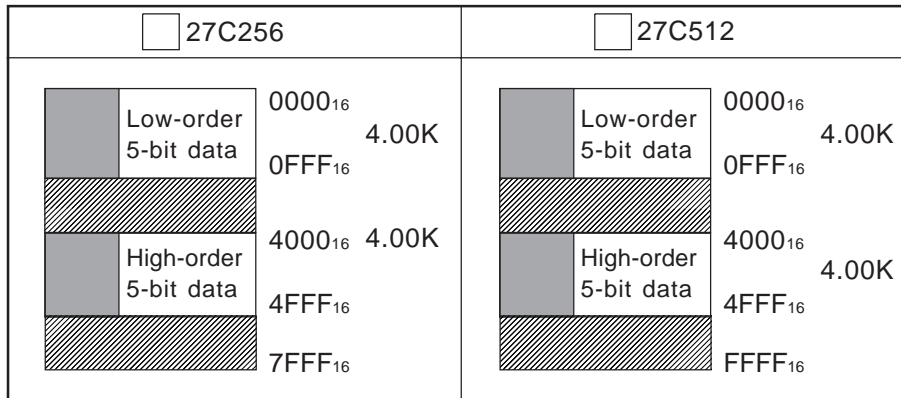 27C256
Low-order
5-bit data
0000₁₆
4.00K
0FFF₁₆
High-order
5-bit data
4000₁₆ 4.00K
4FFF₁₆
7FFF₁₆
27C512
Low-order
5-bit data
0000₁₆
4.00K
0FFF₁₆
High-order
5-bit data
4000₁₆
4.00K
4FFF₁₆
FFFF₁₆